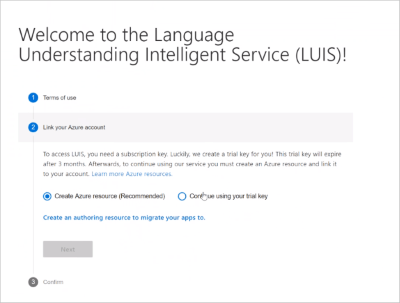 Welcome to the Language
Understanding Intelligent Service (LUIS)!
1 Terms of use
2 Link your Azure account
To access LUIS, you need a subscription key. Luckily, we create a trial key for you! This trial key will expire
after 3 months. Afterwards, to continue using our service you must create an Azure resource and link it
to your account. Learn more Azure resources.
Create Azure resource (Recommended) Continue using your trial key
Create an authoring resource to migrate your apps to.
Next
3 Confirm